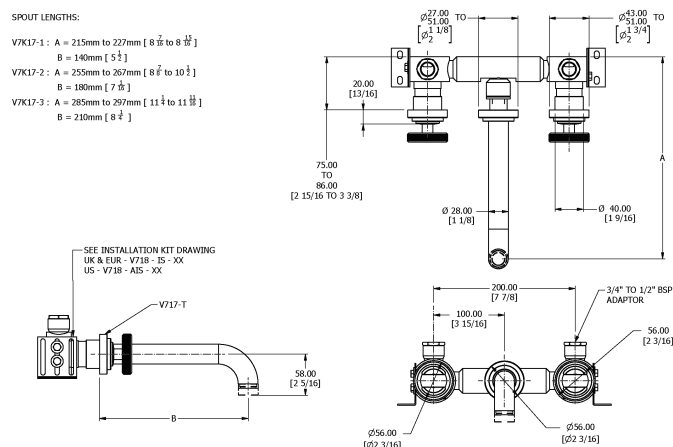 SPOUT LENGTHS:
V7K17-1 : A = 215mm to 227mm [ 8 7/16 to 8 15/16 ]
B = 140mm [ 5 1/2 ]
V7K17-2 : A = 255mm to 267mm [ 8 7/8 to 10 1/2 ]
B = 180mm [ 7 1/16 ]
V7K17-3 : A = 285mm to 297mm [ 11 1/4 to 11 11/16 ]
B = 210mm [ 8 1/4 ]
Ø27.00 TO
51.00
[ 1 1/8 ]
[Ø2 ]
Ø43.00 TO
51.00
[ 1 3/4 ]
[Ø2 ]
20.00
[13/16]
75.00
TO
86.00
[2 15/16 TO 3 3/8]
A
Ø 28.00
[1 1/8]
Ø 40.00
[1 9/16]
SEE INSTALLATION KIT DRAWING
UK & EUR - V718 - IS - XX
US - V718 - AIS - XX
V717-T
58.00
[2 5/16]
B
200.00
[7 7/8]
100.00
[3 15/16]
3/4" TO 1/2" BSP
ADAPTOR
56.00
[2 3/16]
Ø56.00
[Ø2 3/16]
Ø56.00
[Ø2 3/16]